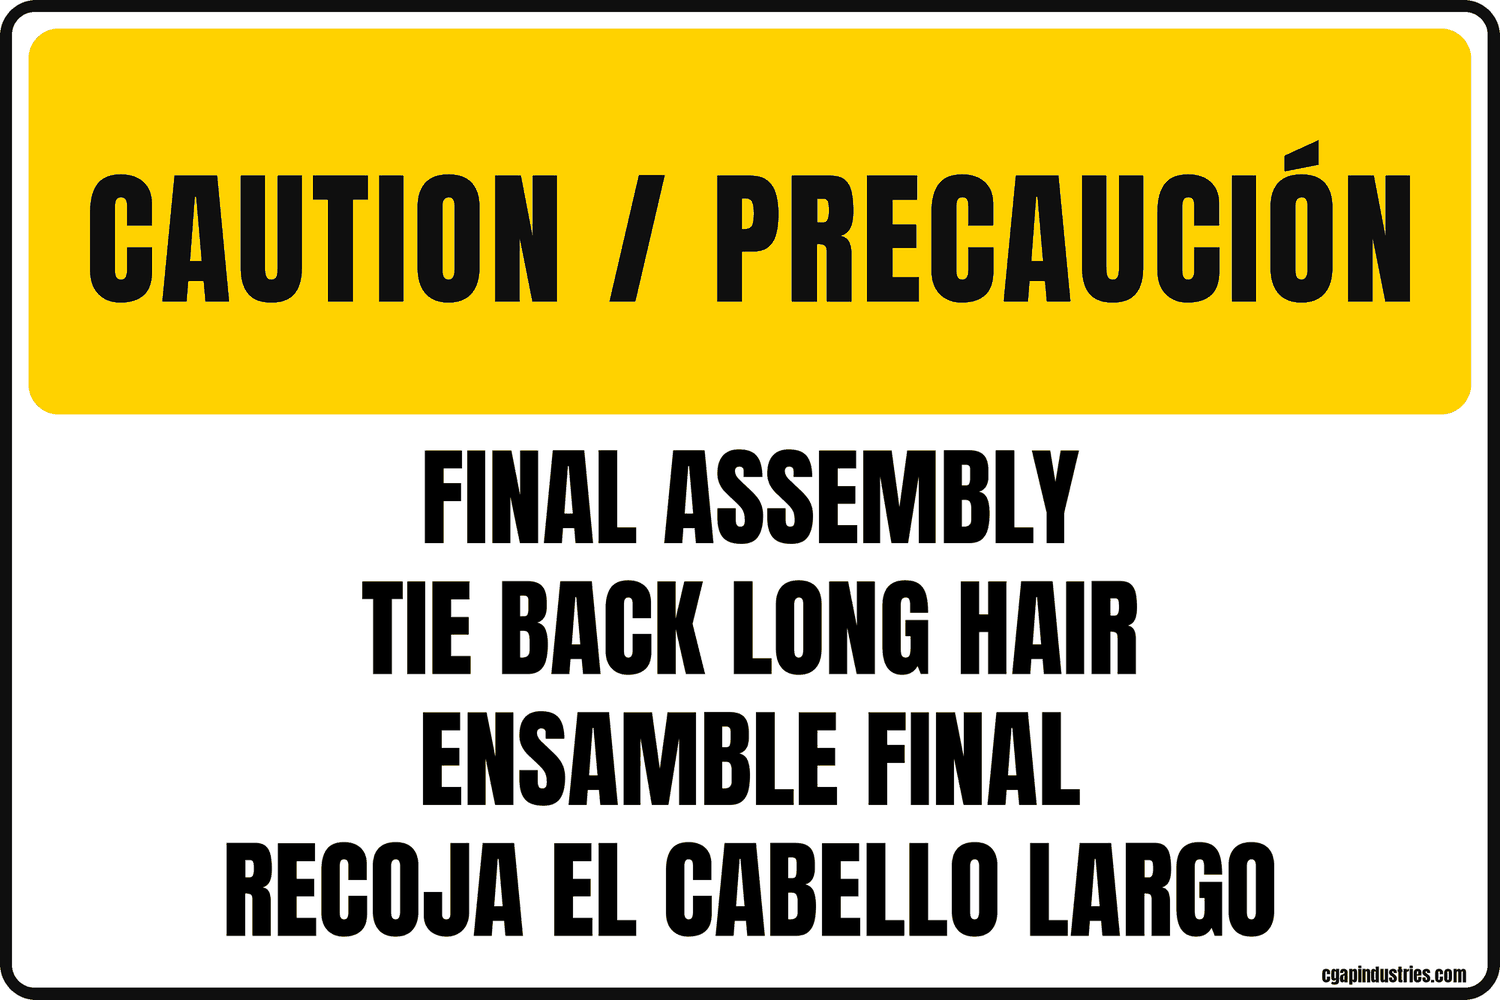 CAUTION / PRECAUCIÓN
FINAL ASSEMBLY
TIE BACK LONG HAIR
ENSAMBLE FINAL
RECOJA EL CABELLO LARGO
cgapindustries.com